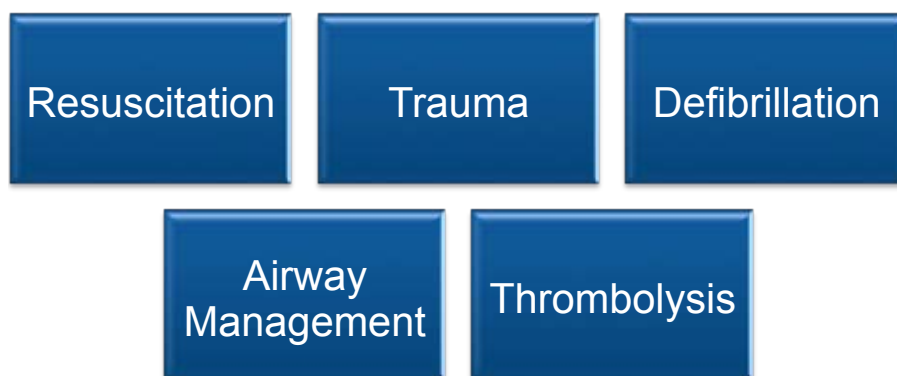 Resuscitation
Trauma
Defibrillation
Airway
Management
Thrombolysis